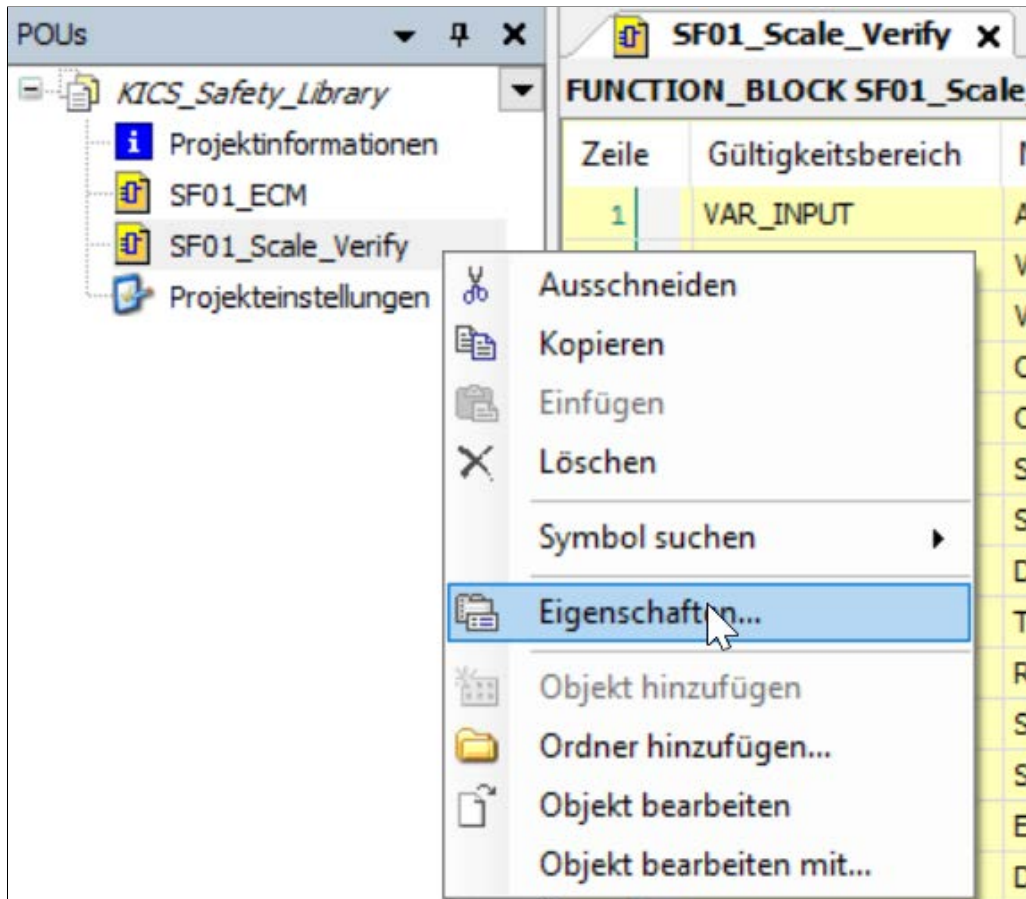 POUs
KICS_Safety_Library
Projektinformationen
SF01_ECM
SF01_Scale_Verify
Projekteinstellungen
SF01_Scale_Verify
FUNCTION_BLOCK SF01_Scale_
Zeile Gültigkeitsbereich
1 VAR_INPUT
Ausschneiden
Kopieren
Einfügen
Löschen
Symbol suchen
Eigenschaften...
Objekt hinzufügen
Ordner hinzufügen...
Objekt bearbeiten
Objekt bearbeiten mit...